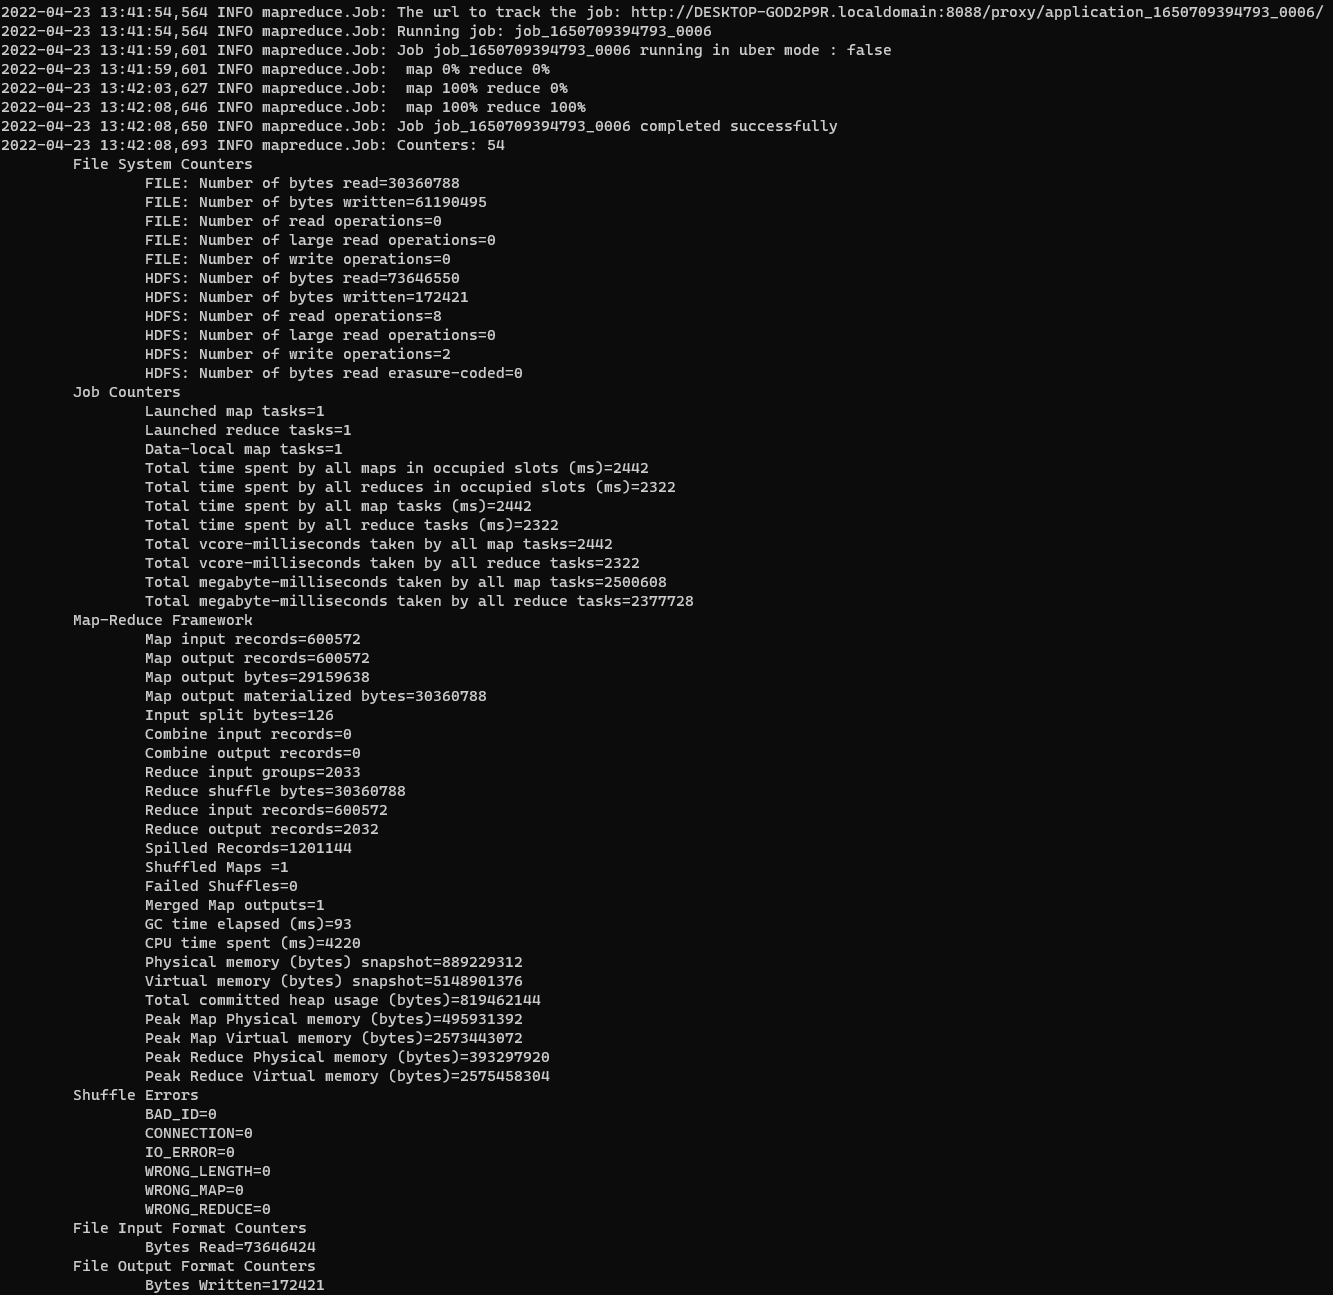 2022-04-23 13:41:54,564 INFO mapreduce.Job: The url to track the job: http://DESKTOP-GOD2P9R.localdomain:8088/proxy/application_1650709394793_0006/
2022-04-23 13:41:54,564 INFO mapreduce.Job: Running job: job_1650709394793_0006
2022-04-23 13:41:59,601 INFO mapreduce.Job: Job job_1650709394793_0006 running in uber mode : false
2022-04-23 13:41:59,601 INFO mapreduce.Job:  map 0% reduce 0%
2022-04-23 13:42:03,627 INFO mapreduce.Job:  map 100% reduce 0%
2022-04-23 13:42:08,646 INFO mapreduce.Job:  map 100% reduce 100%
2022-04-23 13:42:08,650 INFO mapreduce.Job: Job job_1650709394793_0006 completed successfully
2022-04-23 13:42:08,693 INFO mapreduce.Job: Counters: 54
File System Counters
FILE: Number of bytes read=30360788
FILE: Number of bytes written=61190495
FILE: Number of read operations=0
FILE: Number of large read operations=0
FILE: Number of write operations=0
HDFS: Number of bytes read=73646550
HDFS: Number of bytes written=172421
HDFS: Number of read operations=8
HDFS: Number of large read operations=0
HDFS: Number of write operations=2
HDFS: Number of bytes read erasure-coded=0
Job Counters
Launched map tasks=1
Launched reduce tasks=1
Data-local map tasks=1
Total time spent by all maps in occupied slots (ms)=2442
Total time spent by all reduces in occupied slots (ms)=2322
Total time spent by all map tasks (ms)=2442
Total time spent by all reduce tasks (ms)=2322
Total vcore-milliseconds taken by all map tasks=2442
Total vcore-milliseconds taken by all reduce tasks=2322
Total megabyte-milliseconds taken by all map tasks=2500608
Total megabyte-milliseconds taken by all reduce tasks=2377728
Map-Reduce Framework
Map input records=600572
Map output records=600572
Map output bytes=29159638
Map output materialized bytes=30360788
Input split bytes=126
Combine input records=0
Combine output records=0
Reduce input groups=2033
Reduce shuffle bytes=30360788
Reduce input records=600572
Reduce output records=2032
Spilled Records=1201144
Shuffled Maps =1
Failed Shuffles=0
Merged Map outputs=1
GC time elapsed (ms)=93
CPU time spent (ms)=4220
Physical memory (bytes) snapshot=889229312
Virtual memory (bytes) snapshot=5148901376
Total committed heap usage (bytes)=819462144
Peak Map Physical memory (bytes)=495931392
Peak Map Virtual memory (bytes)=2573443072
Peak Reduce Physical memory (bytes)=393297920
Peak Reduce Virtual memory (bytes)=2575458304
Shuffle Errors
BAD_ID=0
CONNECTION=0
IO_ERROR=0
WRONG_LENGTH=0
WRONG_MAP=0
WRONG_REDUCE=0
File Input Format Counters
Bytes Read=73646424
File Output Format Counters
Bytes Written=172421